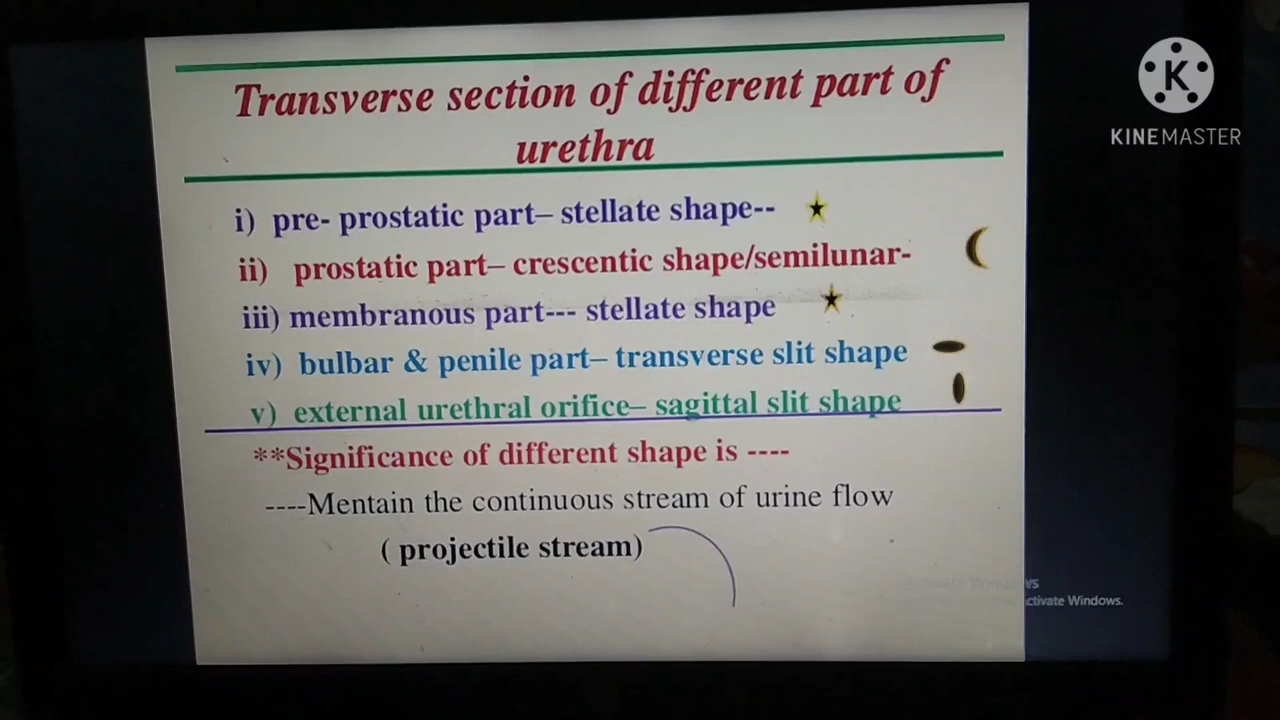 Transverse section of different part of
urethra
K
KINEMASTER
i) pre- prostatic part– stellate shape--
ii) prostatic part– crescentic shape/semilunar-
iii) membranous part--- stellate shape
iv) bulbar & penile part– transverse slit shape
v) external urethral orifice– sagittal slit shape
**Significance of different shape is ----
----Mentain the continuous stream of urine flow
( projectile stream)
Activate Windows
ctivate Windows.